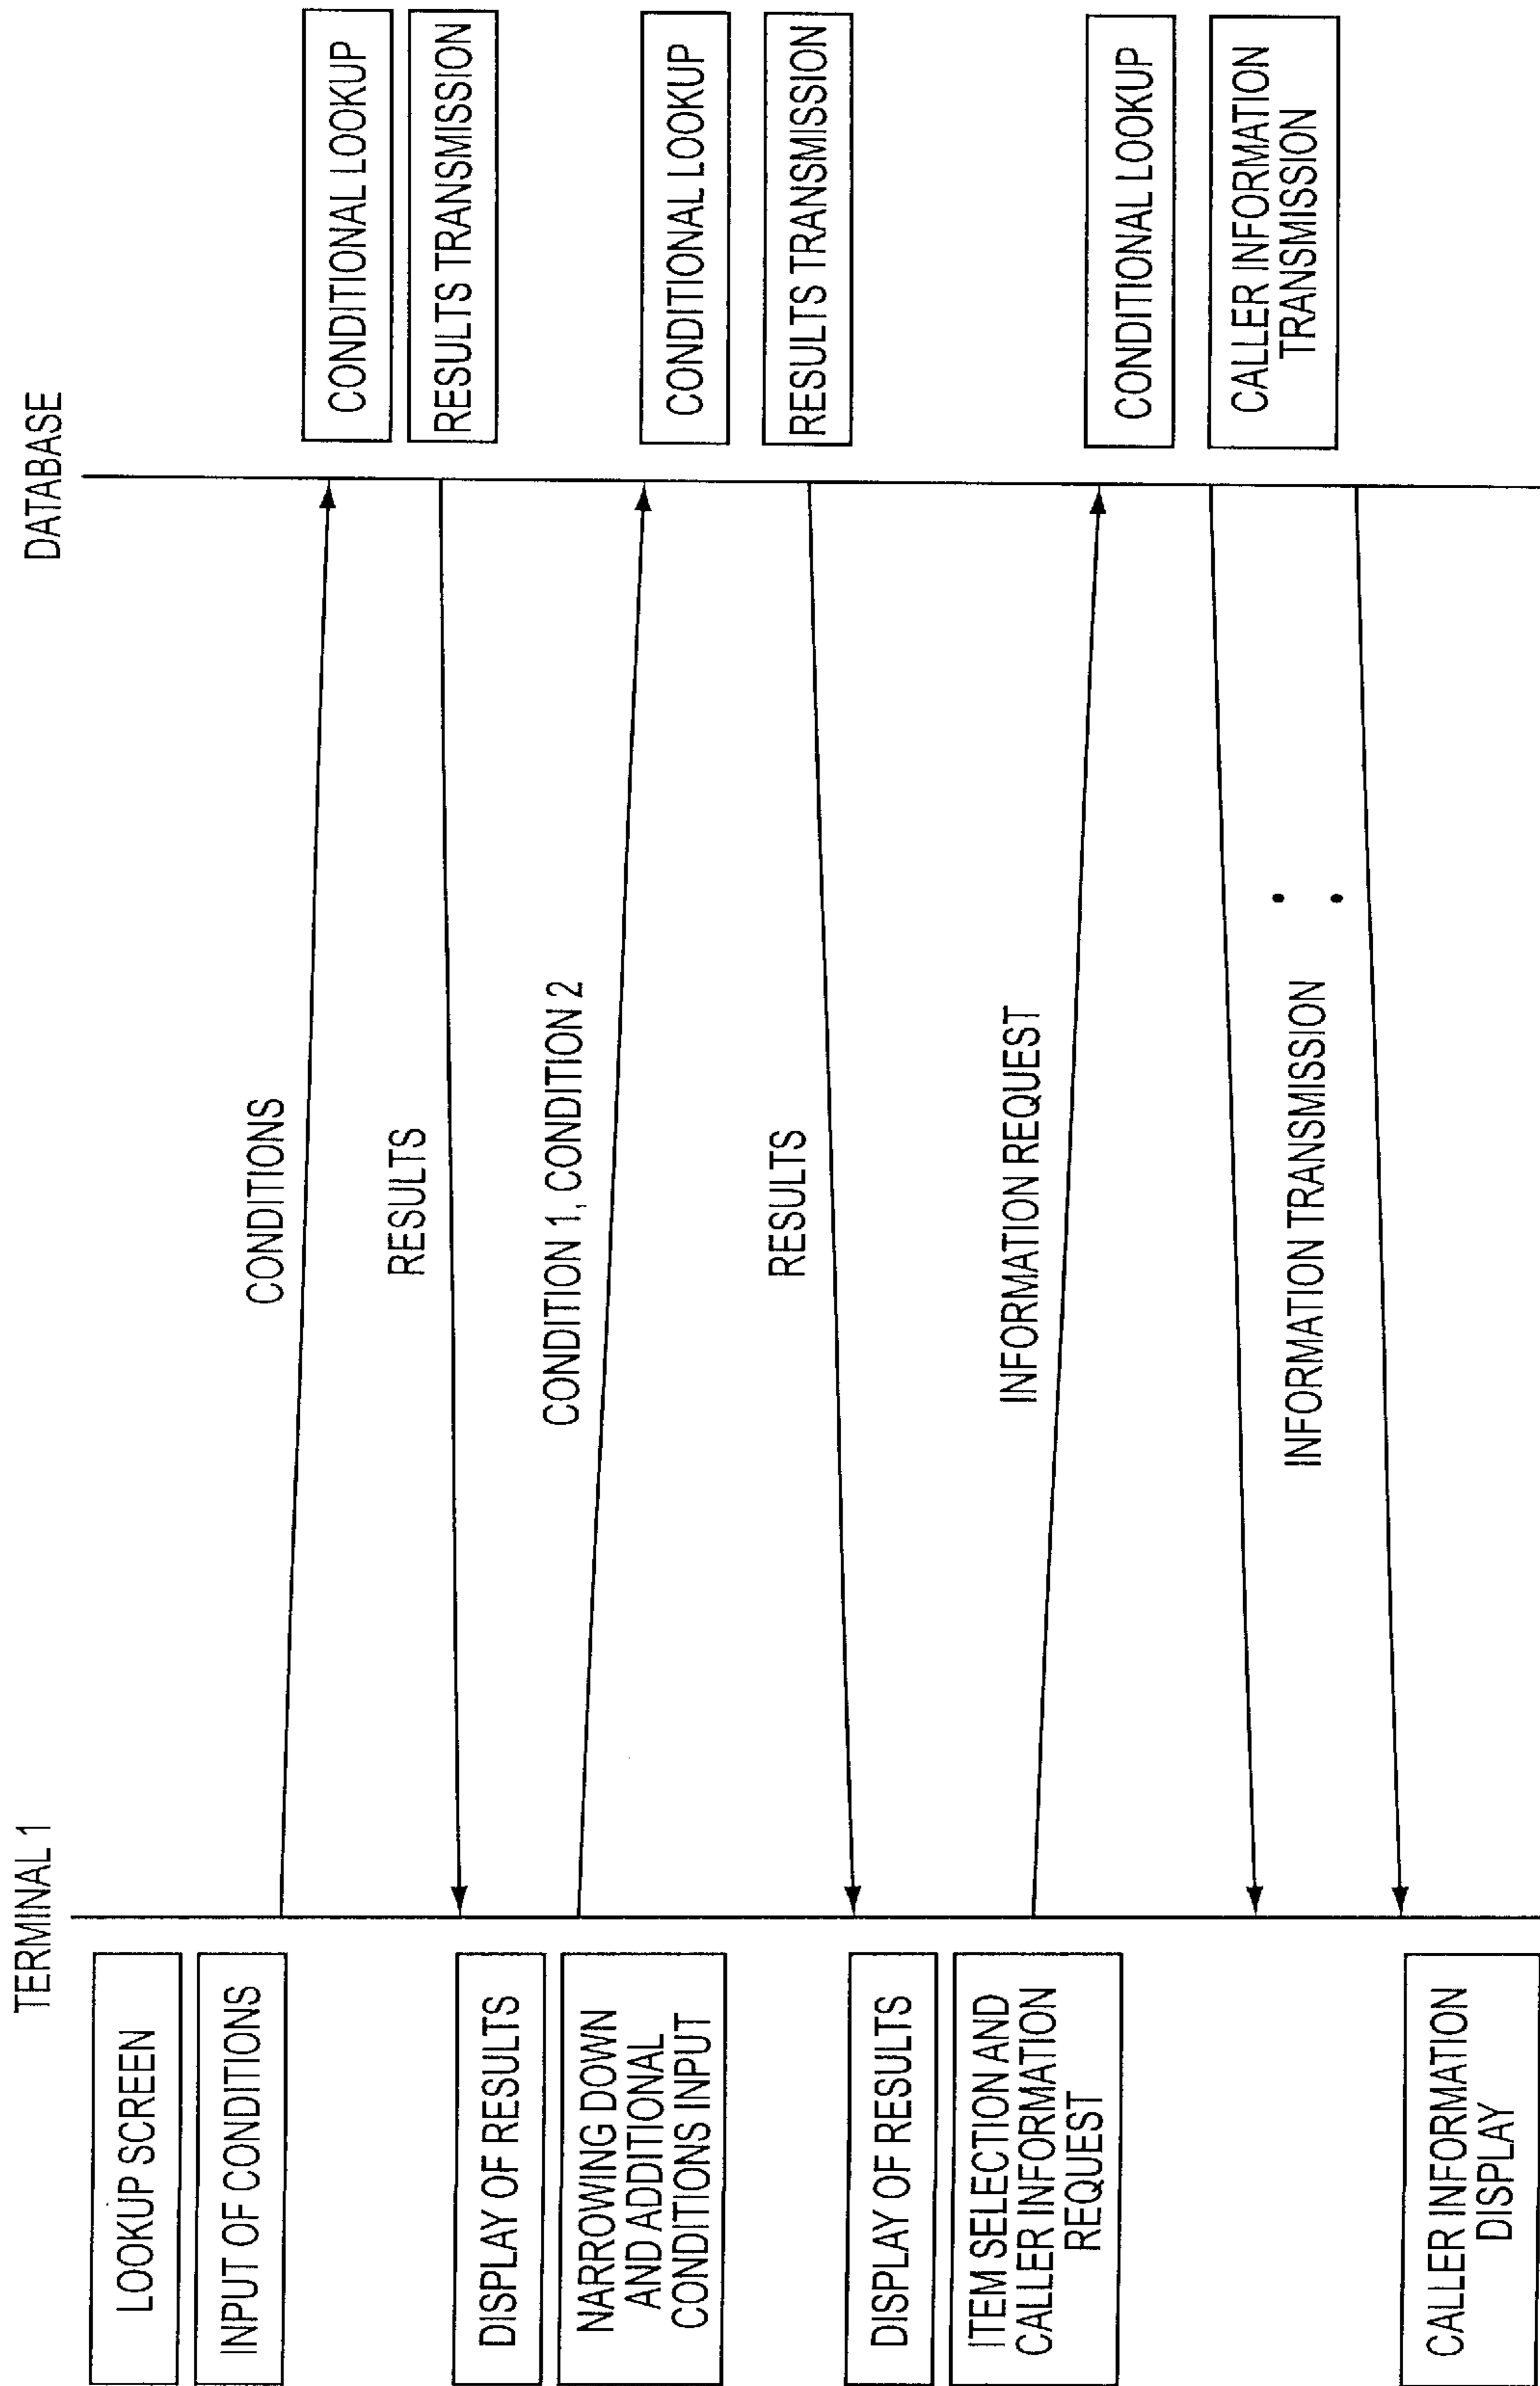 TERMINAL 1
DATABASE
LOOKUP SCREEN
INPUT OF CONDITIONS
CONDITIONS
CONDITIONAL LOOKUP
RESULTS TRANSMISSION
RESULTS
DISPLAY OF RESULTS
NARROWING DOWN
AND ADDITIONAL
CONDITIONS INPUT
CONDITION 1, CONDITION 2
CONDITIONAL LOOKUP
RESULTS TRANSMISSION
RESULTS
DISPLAY OF RESULTS
ITEM SELECTION AND
CALLER INFORMATION
REQUEST
INFORMATION REQUEST
CONDITIONAL LOOKUP
CALLER INFORMATION
TRANSMISSION
INFORMATION TRANSMISSION
CALLER INFORMATION
DISPLAY